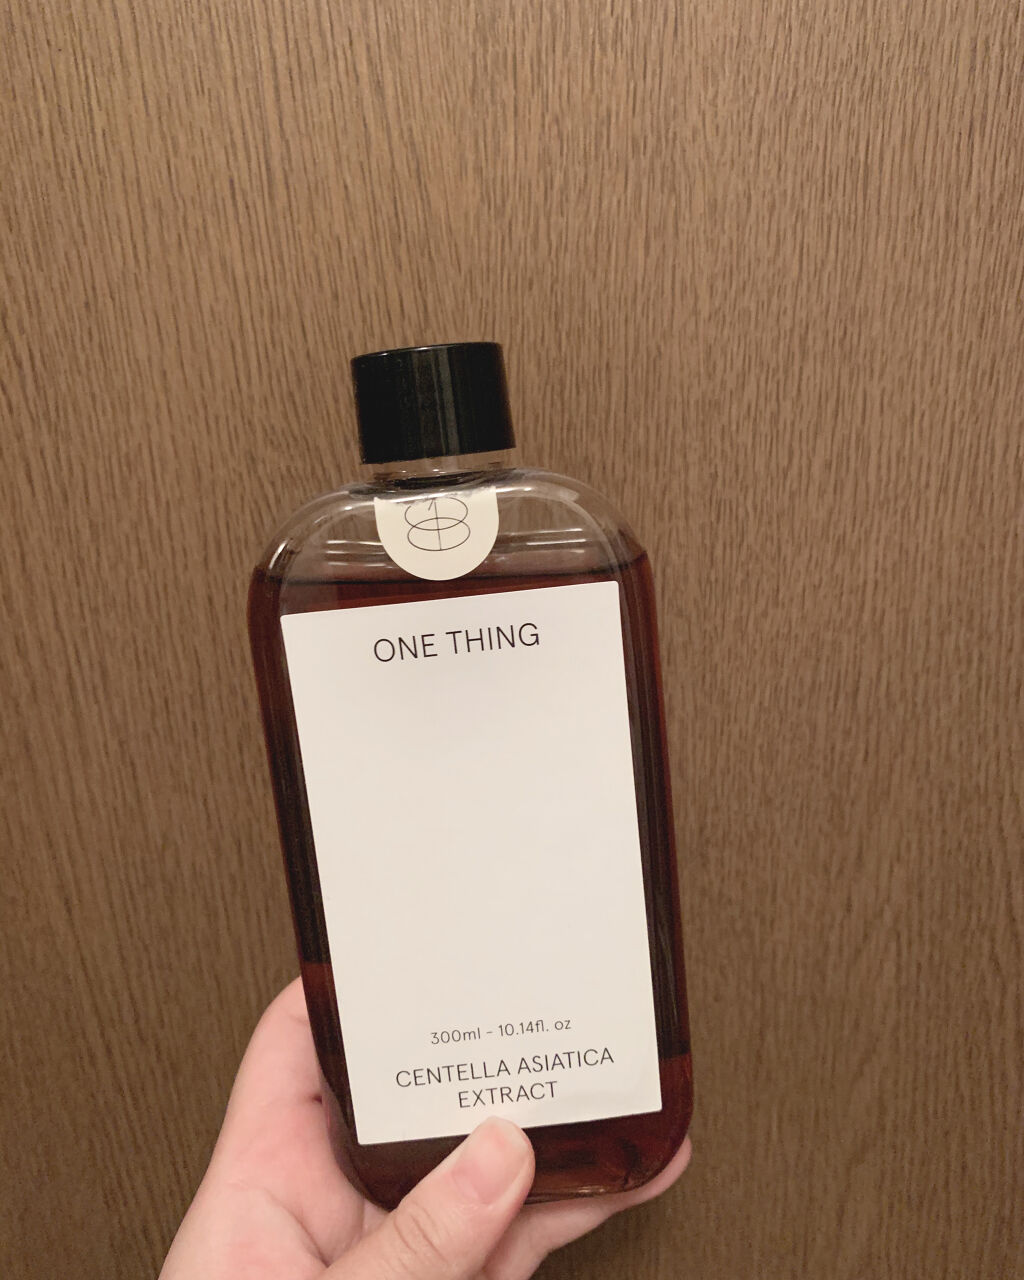 ONE THING
300ml - 10.14fl. oz
CENTELLA ASIATICA
EXTRACT